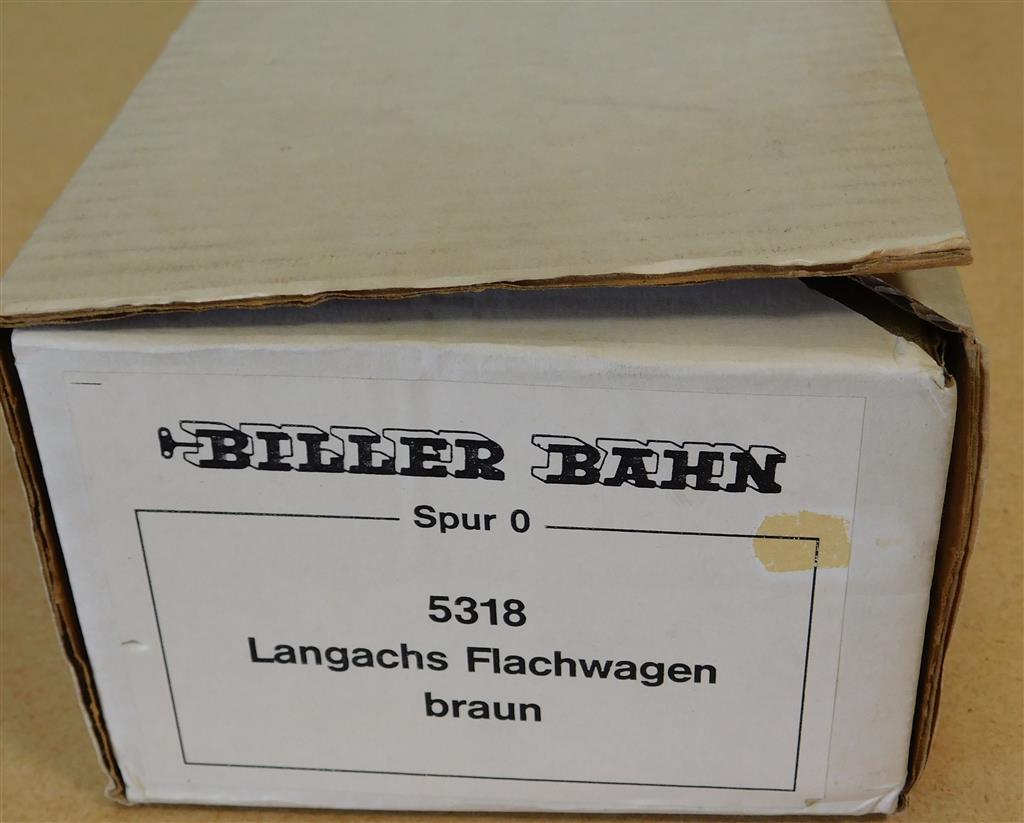 BILLER BAHN
Spur 0
5318
Langachs Flachwagen
braun